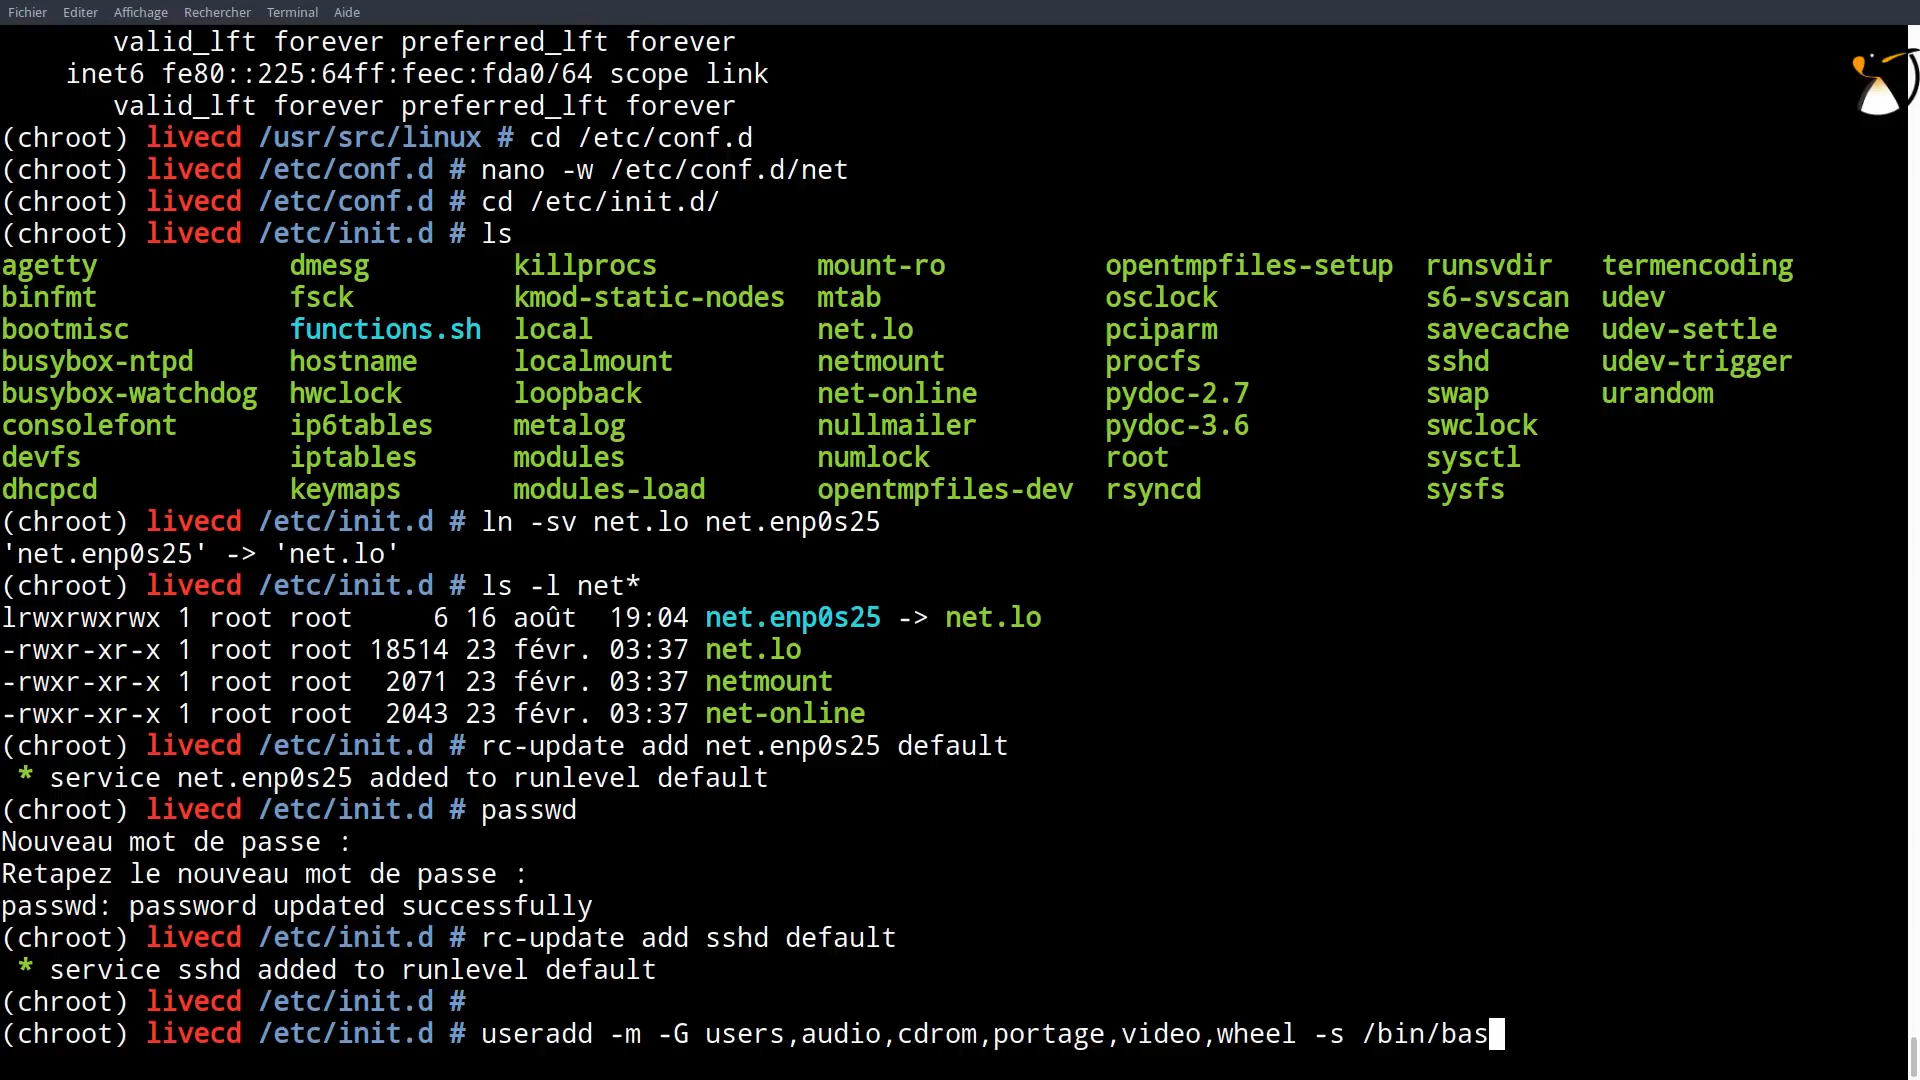 Fichier Editer Affichage Rechercher Terminal Aide
       valid_lft forever preferred_lft forever
    inet6 fe80::225:64ff:feec:fda0/64 scope link
       valid_lft forever preferred_lft forever
(chroot) livecd /usr/src/linux # cd /etc/conf.d
(chroot) livecd /etc/conf.d # nano -w /etc/conf.d/net
(chroot) livecd /etc/conf.d # cd /etc/init.d/
(chroot) livecd /etc/init.d # ls
agetty            dmesg         killprocs          mount-ro          opentmpfiles-setup  runsvdir   termencoding
binfmt            fsck          kmod-static-nodes  mtab              osclock             s6-svscan  udev
bootmisc          functions.sh  local              net.lo            pciparm             savecache  udev-settle
busybox-ntpd      hostname      localmount         netmount          procfs              sshd       udev-trigger
busybox-watchdog  hwclock       loopback           net-online        pydoc-2.7           swap       urandom
consolefont       ip6tables     metalog            nullmailer        pydoc-3.6           swclock
devfs             iptables      modules            numlock           root                sysctl
dhcpcd            keymaps       modules-load       opentmpfiles-dev  rsyncd              sysfs
(chroot) livecd /etc/init.d # ln -sv net.lo net.enp0s25
'net.enp0s25' -> 'net.lo'
(chroot) livecd /etc/init.d # ls -l net*
lrwxrwxrwx 1 root root     6 16 août  19:04 net.enp0s25 -> net.lo
-rwxr-xr-x 1 root root 18514 23 févr. 03:37 net.lo
-rwxr-xr-x 1 root root  2071 23 févr. 03:37 netmount
-rwxr-xr-x 1 root root  2043 23 févr. 03:37 net-online
(chroot) livecd /etc/init.d # rc-update add net.enp0s25 default
 * service net.enp0s25 added to runlevel default
(chroot) livecd /etc/init.d # passwd
Nouveau mot de passe :
Retapez le nouveau mot de passe :
passwd: password updated successfully
(chroot) livecd /etc/init.d # rc-update add sshd default
 * service sshd added to runlevel default
(chroot) livecd /etc/init.d #
(chroot) livecd /etc/init.d # useradd -m -G users,audio,cdrom,portage,video,wheel -s /bin/bas